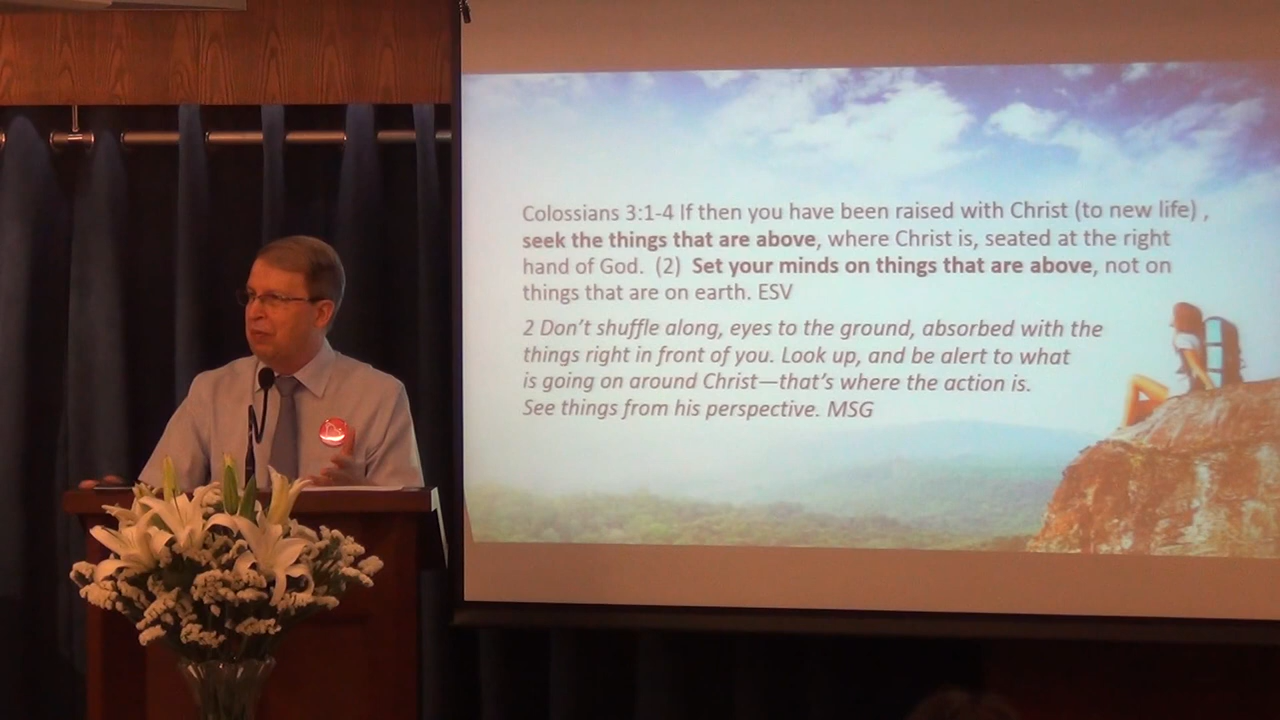 Colossians 3:1-4 If then you have been raised with Christ (to new life) ,
seek the things that are above, where Christ is, seated at the right
hand of God. (2) Set your minds on things that are above, not on
things that are on earth. ESV
2 Don’t shuffle along, eyes to the ground, absorbed with the
things right in front of you. Look up, and be alert to what
is going on around Christ—that’s where the action is.
See things from his perspective. MSG